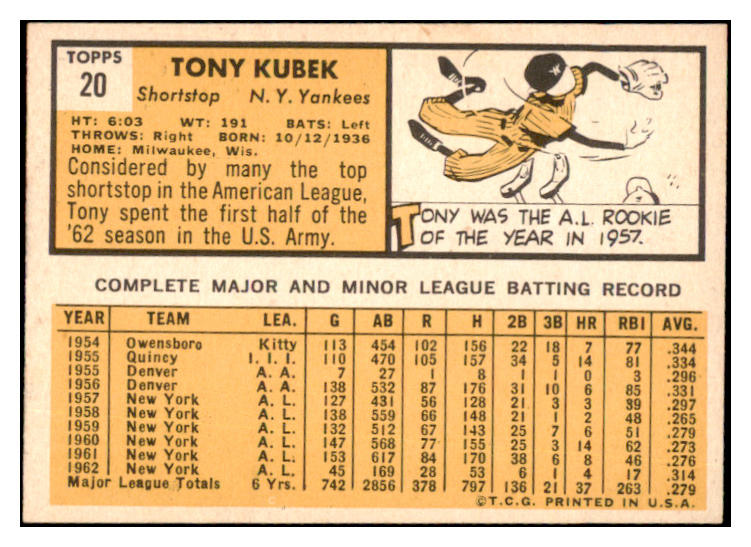 TOPPS
20
TONY KUBEK
Shortstop N. Y. Yankees
HT: 6:03 WT: 191 BATS: Left
THROWS: Right BORN: 10/12/1936
HOME: Milwaukee, Wis.
Considered by many the top
shortstop in the American League,
Tony spent the first half of the
'62 season in the U.S. Army.
TONY WAS THE A.L. ROOKIE
OF THE YEAR IN 1957.
COMPLETE MAJOR AND MINOR LEAGUE BATTING RECORD
YEAR TEAM LEA. G AB R H 2B 3B HR RBI AVG.
1954 Owensboro Kitty 113 454 102 156 22 18 7 77 .344
1955 Quincy I. I. I. 110 470 105 157 34 5 14 81 .334
1955 Denver A. A. 7 27 1 8 1 1 0 3 .296
1956 Denver A. A. 138 532 87 176 31 10 6 85 .331
1957 New York A. L. 127 431 56 128 21 3 3 39 .297
1958 New York A. L. 138 559 66 148 21 1 2 48 .265
1959 New York A. L. 132 512 67 143 25 7 6 51 .279
1960 New York A. L. 147 568 77 155 25 3 14 62 .273
1961 New York A. L. 153 617 84 170 38 6 8 46 .276
1962 New York A. L. 45 169 28 53 6 1 4 17 .314
Major League Totals 6 Yrs. 742 2856 378 797 136 21 37 263 .279
©T.C.G. PRINTED IN U.S.A.